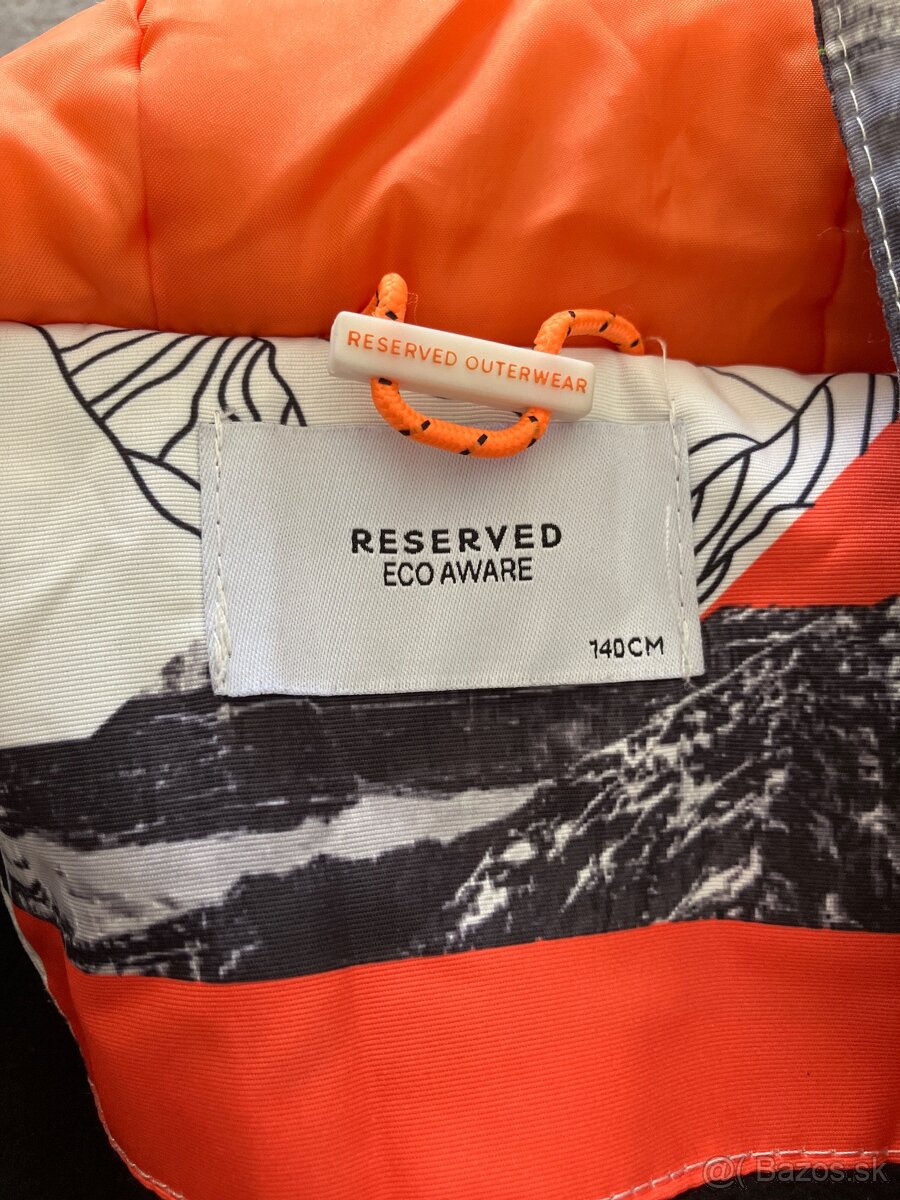 RESERVED OUTERWEAR
RESERVED
ECO AWARE
140CM
@ Bazos.sk